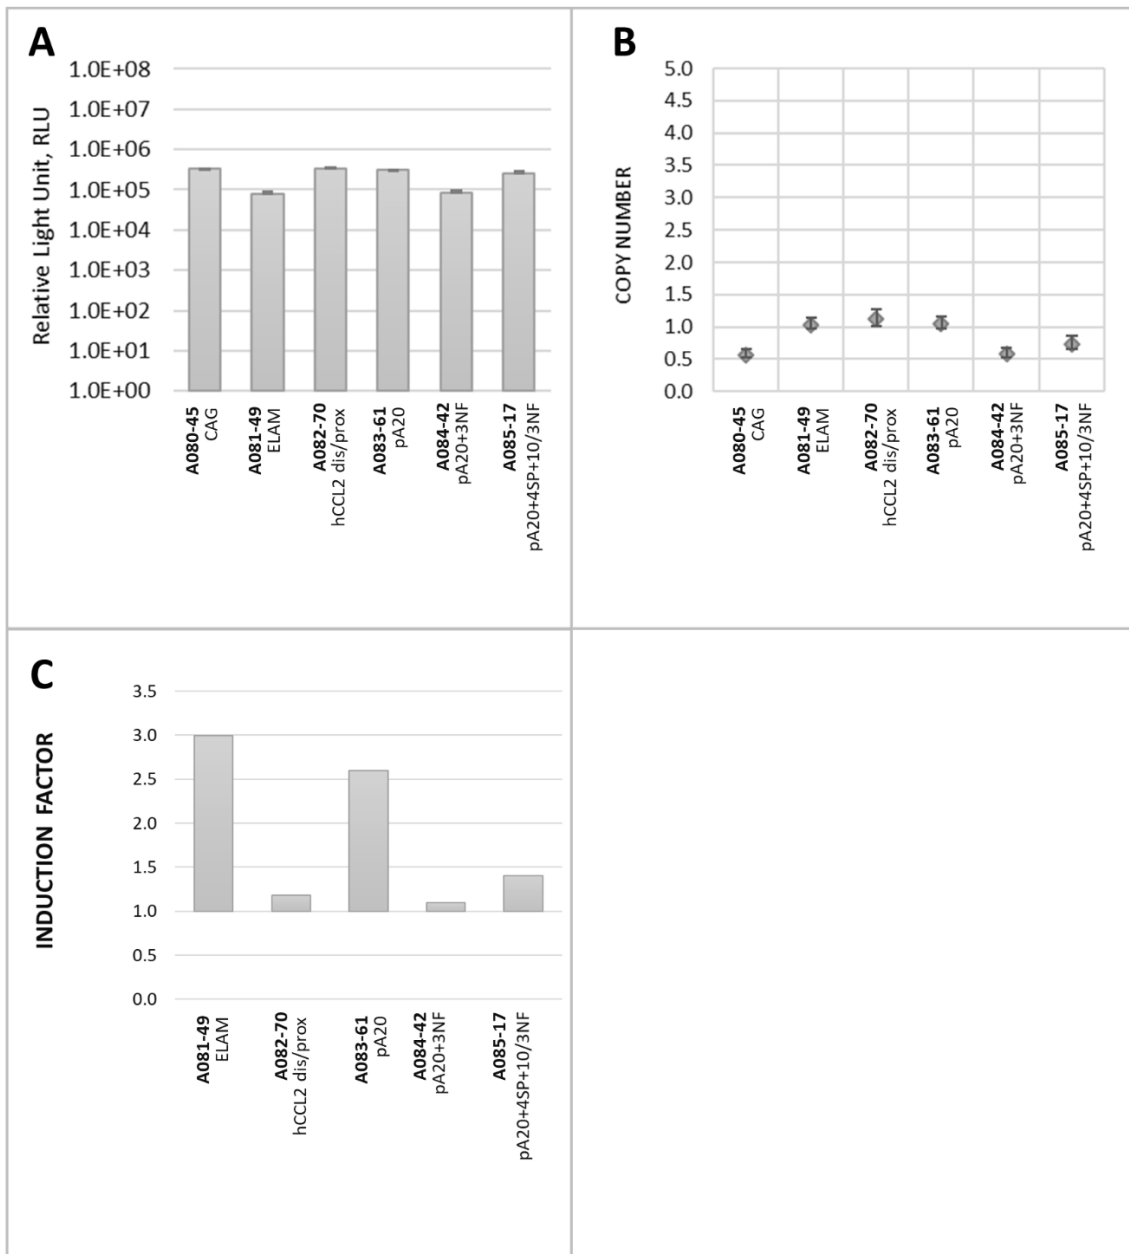 A
Relative Light Unit, RLU
1.0E+08
1.0E+07
1.0E+06
1.0E+05
1.0E+04
1.0E+03
1.0E+02
1.0E+01
1.0E+00
A080-45
CAG
A081-49
ELAM
A082-70
hCCL2 dis/prox
A083-61
pA20
A084-42
pA20+3NF
A085-17
pA20+4SP+10/3NF
B
COPY NUMBER
5.0
4.5
4.0
3.5
3.0
2.5
2.0
1.5
1.0
0.5
0.0
A080-45
CAG
A081-49
ELAM
A082-70
hCCL2 dis/prox
A083-61
pA20
A084-42
pA20+3NF
A085-17
pA20+4SP+10/3NF
C
INDUCTION FACTOR
3.5
3.0
2.5
2.0
1.5
1.0
0.5
0.0
A081-49
ELAM
A082-70
hCCL2 dis/prox
A083-61
pA20
A084-42
pA20+3NF
A085-17
pA20+4SP+10/3NF